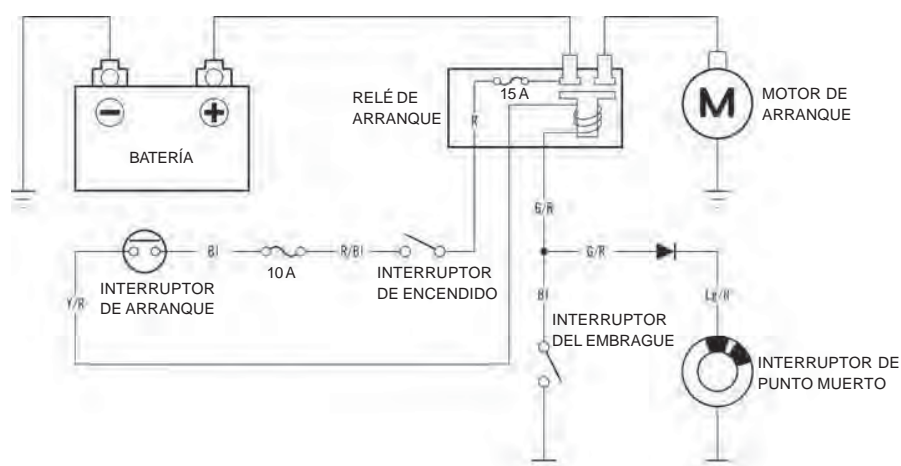 15 A
RELÉ DE
ARRANQUE
R
M
MOTOR DE
ARRANQUE
BATERÍA
G/R
Bl
10 A
R/Bl
INTERRUPTOR
DE ENCENDIDO
G/R
INTERRUPTOR
DE ARRANQUE
Y/R
Bl
INTERRUPTOR
DEL EMBRAGUE
INTERRUPTOR DE
PUNTO MUERTO